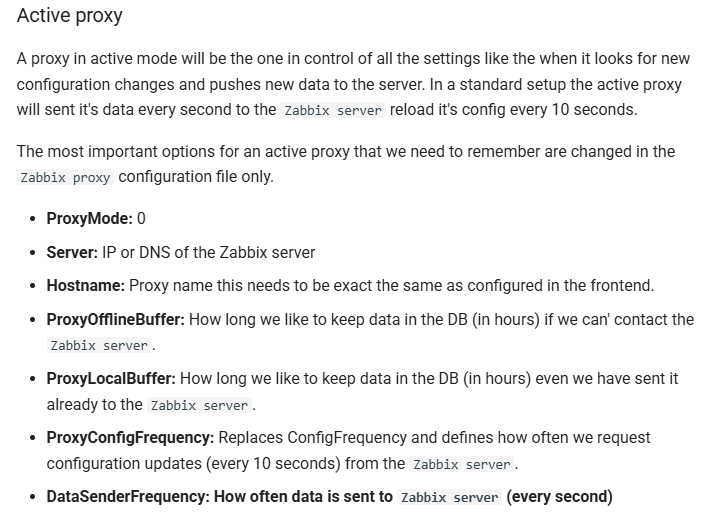 Active proxy
A proxy in active mode will be the one in control of all the settings like the when it looks for new
configuration changes and pushes new data to the server. In a standard setup the active proxy
will sent it's data every second to the Zabbix server reload it's config every 10 seconds.
The most important options for an active proxy that we need to remember are changed in the
Zabbix proxy configuration file only.
• ProxyMode: 0
• Server: IP or DNS of the Zabbix server
• Hostname: Proxy name this needs to be exact the same as configured in the frontend.
• ProxyOfflineBuffer: How long we like to keep data in the DB (in hours) if we can' contact the
Zabbix server.
• ProxyLocalBuffer: How long we like to keep data in the DB (in hours) even we have sent it
already to the Zabbix server.
• ProxyConfigFrequency: Replaces ConfigFrequency and defines how often we request
configuration updates (every 10 seconds) from the Zabbix server.
• DataSenderFrequency: How often data is sent to Zabbix server (every second)